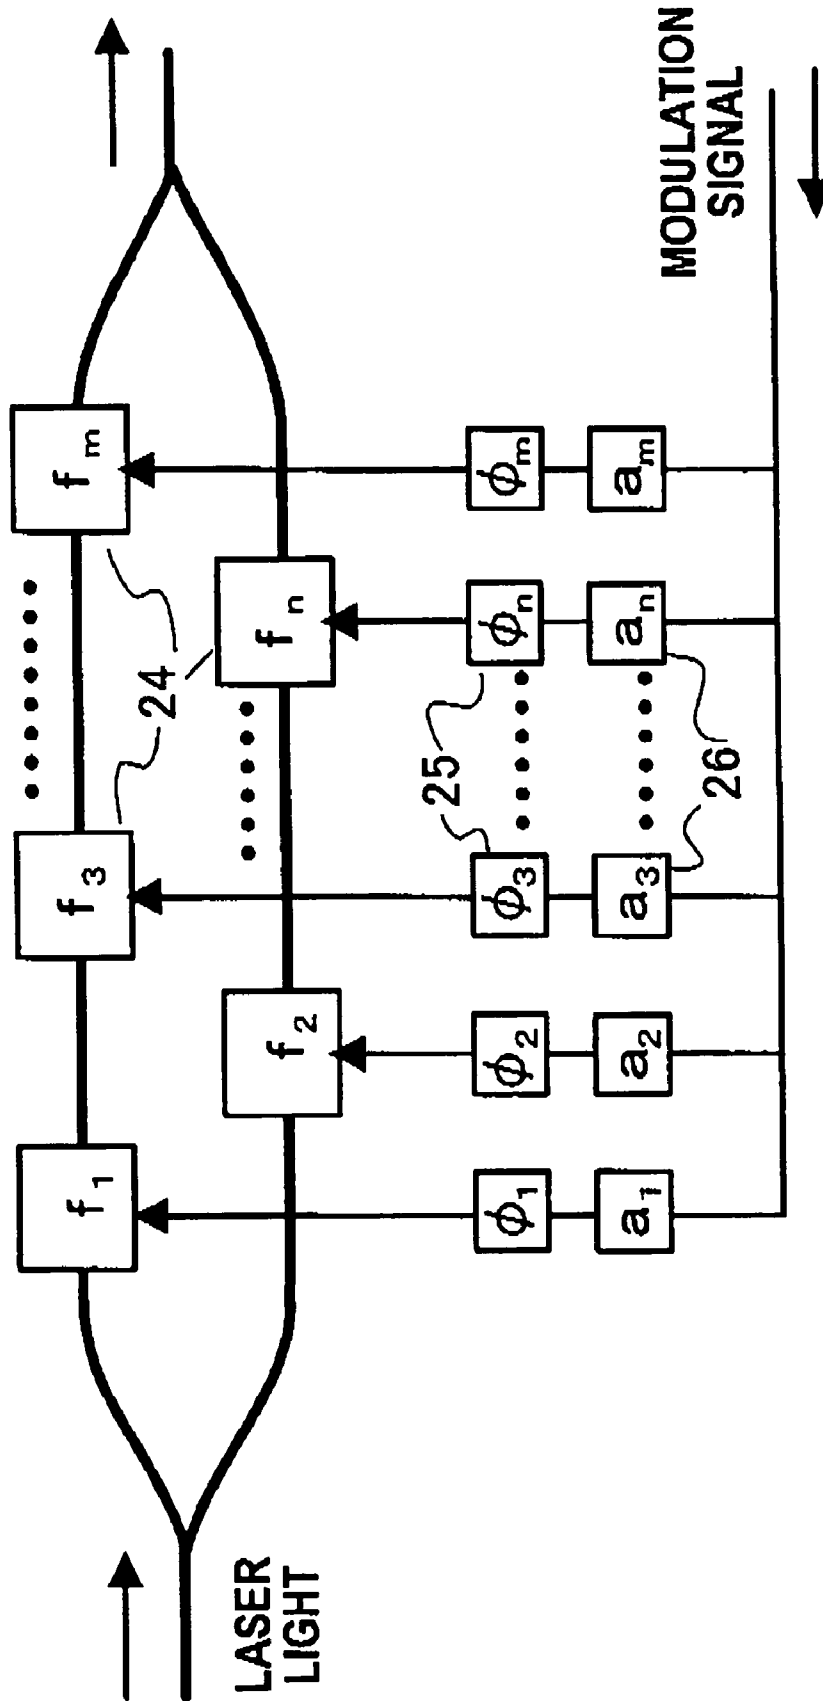 f1
f3
fm
24
f2
fn
25
ϕ1
ϕ2
ϕ3
ϕn
ϕm
a1
a2
a3
an
am
26
LASER
LIGHT
MODULATION
SIGNAL